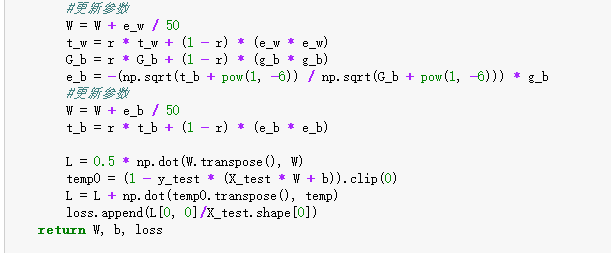 #更新参数
W = W + e_w / 50
t_w = r * t_w + (1 - r) * (e_w * e_w)
G_b = r * G_b + (1 - r) * (g_b * g_b)
e_b = -(np.sqrt(t_b + pow(1, -6)) / np.sqrt(G_b + pow(1, -6))) * g_b
#更新参数
W = W + e_b / 50
t_b = r * t_b + (1 - r) * (e_b * e_b)
L = 0.5 * np.dot(W.transpose(), W)
temp0 = (1 - y_test * (X_test * W + b)).clip(0)
L = L + np.dot(temp0.transpose(), temp)
loss.append(L[0, 0]/X_test.shape[0])
return W, b, loss